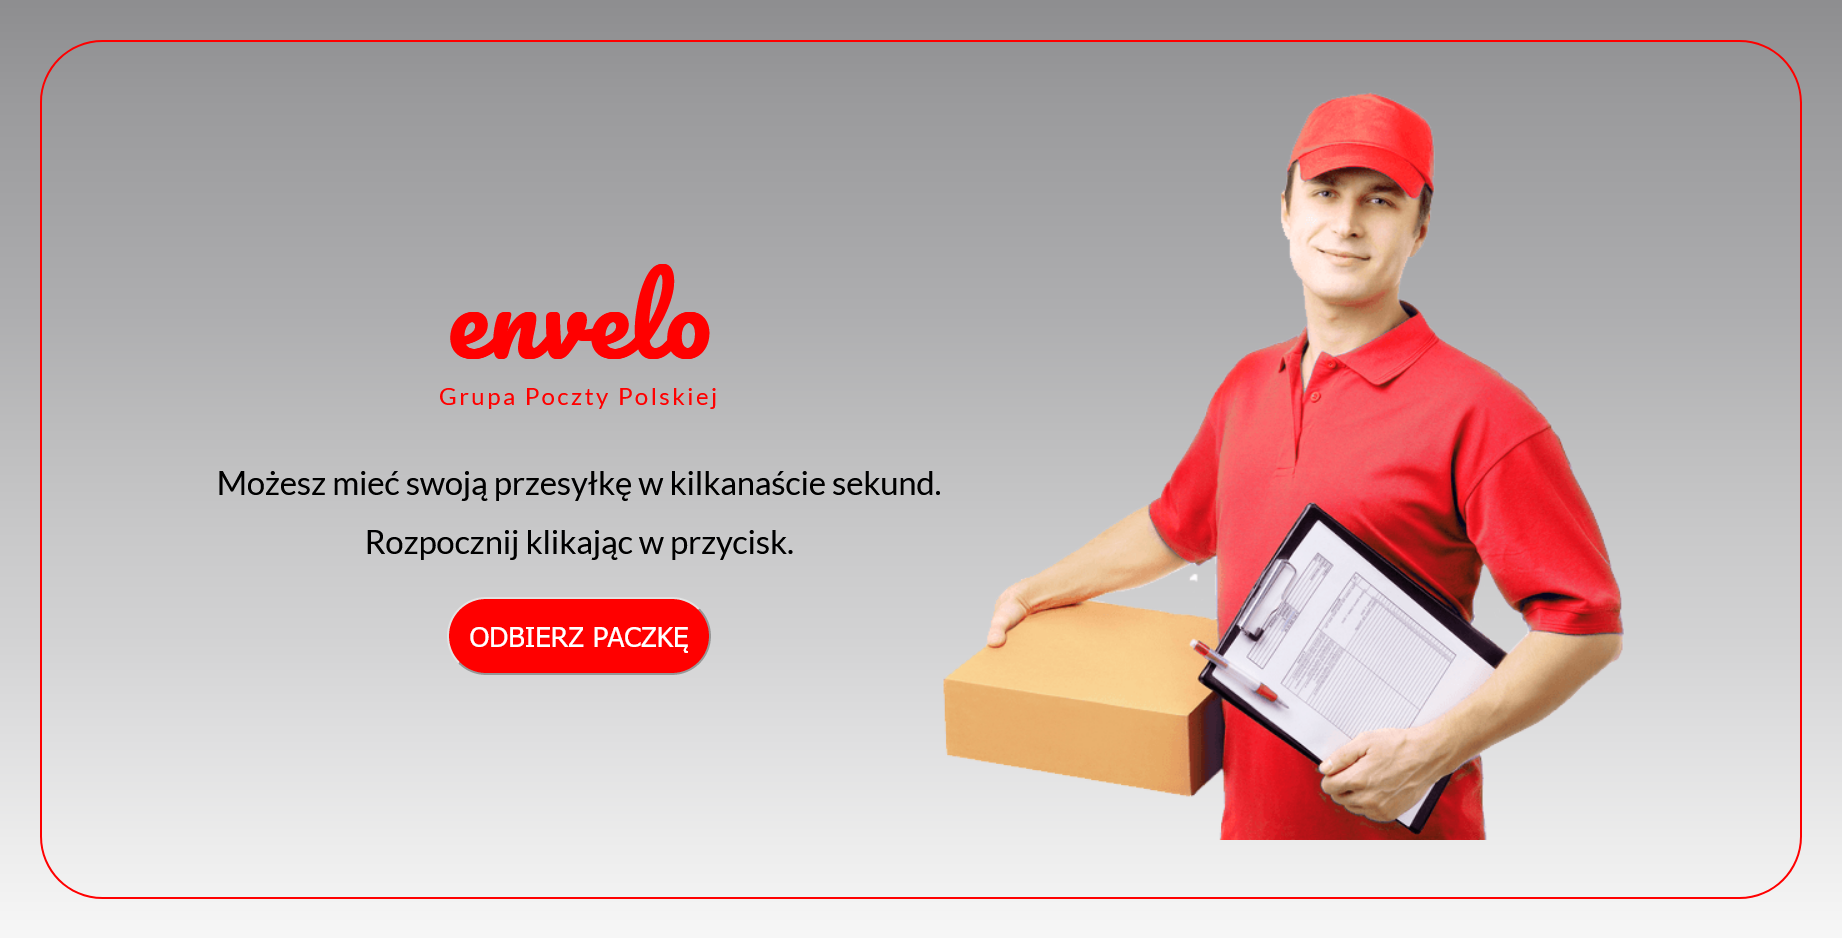 envelo
Grupa Poczty Polskiej
Możesz mieć swoją przesyłkę w kilkanaście sekund.
Rozpocznij klikając w przycisk.
ODBIERZ PACZKĘ